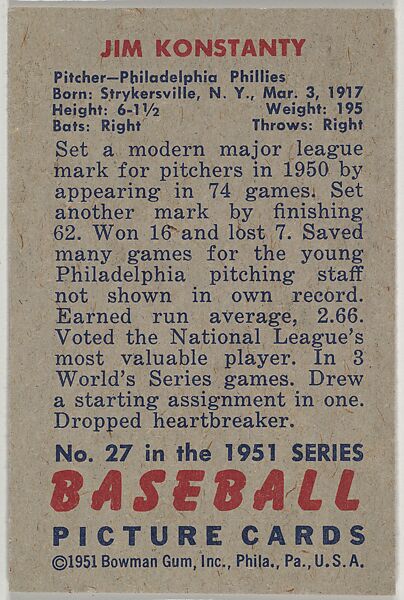 JIM KONSTANTY
Pitcher—Philadelphia Phillies
Born: Strykersville, N. Y., Mar. 3, 1917
Height: 6-1½ Weight: 195
Bats: Right Throws: Right
Set a modern major league
mark for pitchers in 1950 by
appearing in 74 games. Set
another mark by finishing
62. Won 16 and lost 7. Saved
many games for the young
Philadelphia pitching staff
not shown in own record.
Earned run average, 2.66.
Voted the National League's
most valuable player. In 3
World's Series games. Drew
a starting assignment in one.
Dropped heartbreaker.
No. 27 in the 1951 SERIES
BASEBALL
PICTURE CARDS
©1951 Bowman Gum, Inc., Phila., Pa., U.S.A.